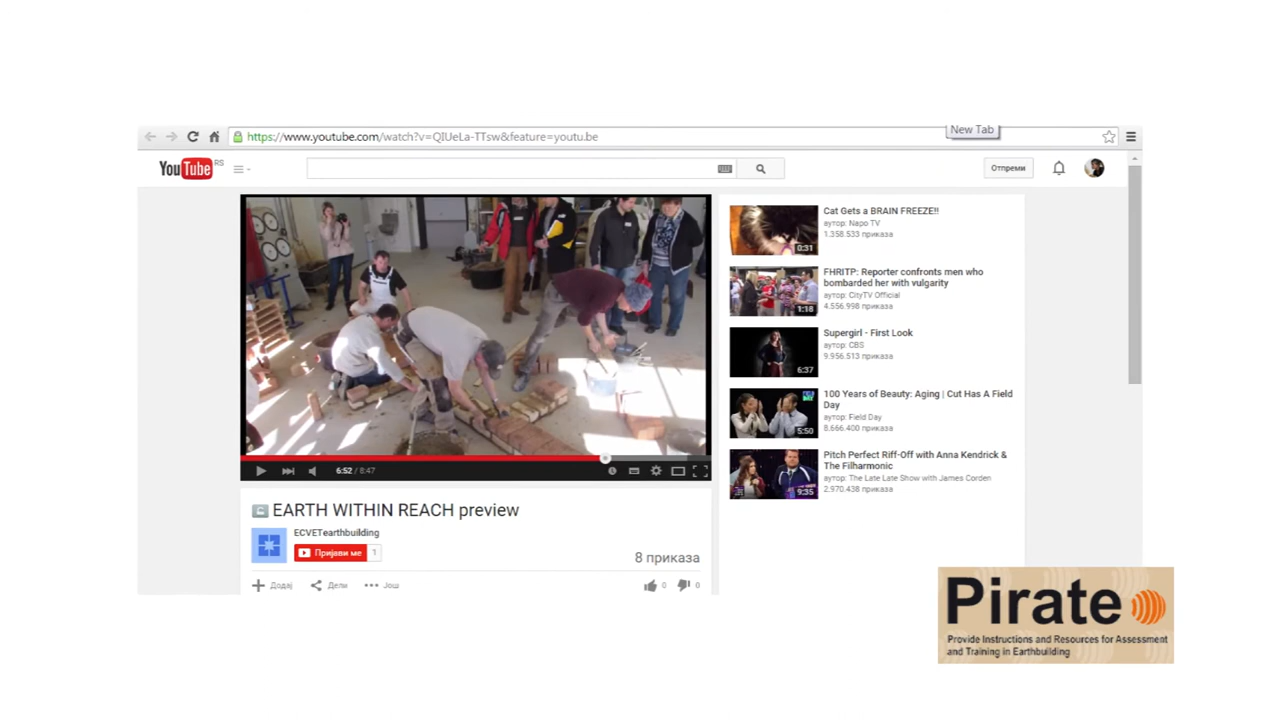 https://www.youtube.com/watch?v=QIUeLa-TTsw&feature=youtu.be
New Tab
YouTube RS
Отпреми
Cat Gets a BRAIN FREEZE!!
аутор: Napo TV
1.358.533 приказа
0:31
FHRITP: Reporter confronts men who
bombarded her with vulgarity
аутор: CityTV Official
4.556.998 приказа
1:18
Supergirl - First Look
аутор: CBS
9.956.513 приказа
6:37
100 Years of Beauty: Aging | Cut Has A Field
Day
аутор: Field Day
8.666.400 приказа
5:50
Pitch Perfect Riff-Off with Anna Kendrick &
The Filharmonic
аутор: The Late Late Show with James Corden
2.970.438 приказа
9:35
6:52 / 8:47
EARTH WITHIN REACH preview
ECVETearthbuilding
Пријави ме 1
8 приказа
Додај Дели Још 0 0
Pirate
Provide Instructions and Resources for Assessment
and Training in Earthbuilding